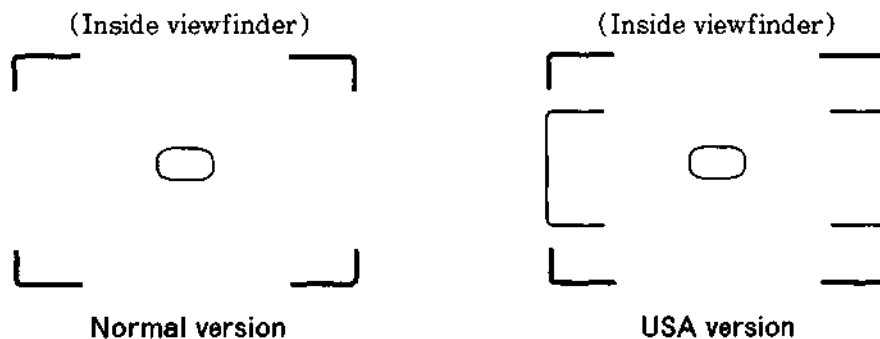 (Inside viewfinder)
(Inside viewfinder)
Normal version
USA version